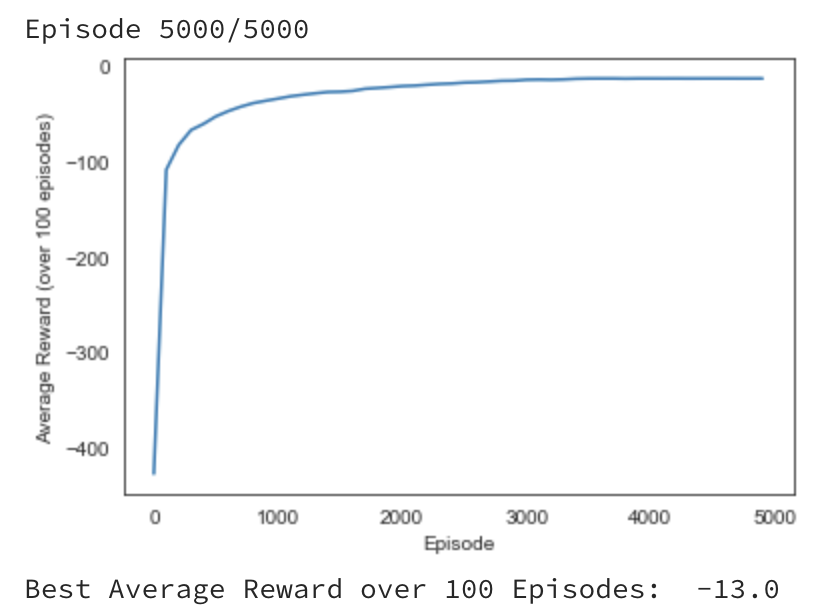 Episode 5000/5000
Average Reward (over 100 episodes)
0
−100
−200
−300
−400
0 1000 2000 3000 4000 5000
Episode
Best Average Reward over 100 Episodes: -13.0